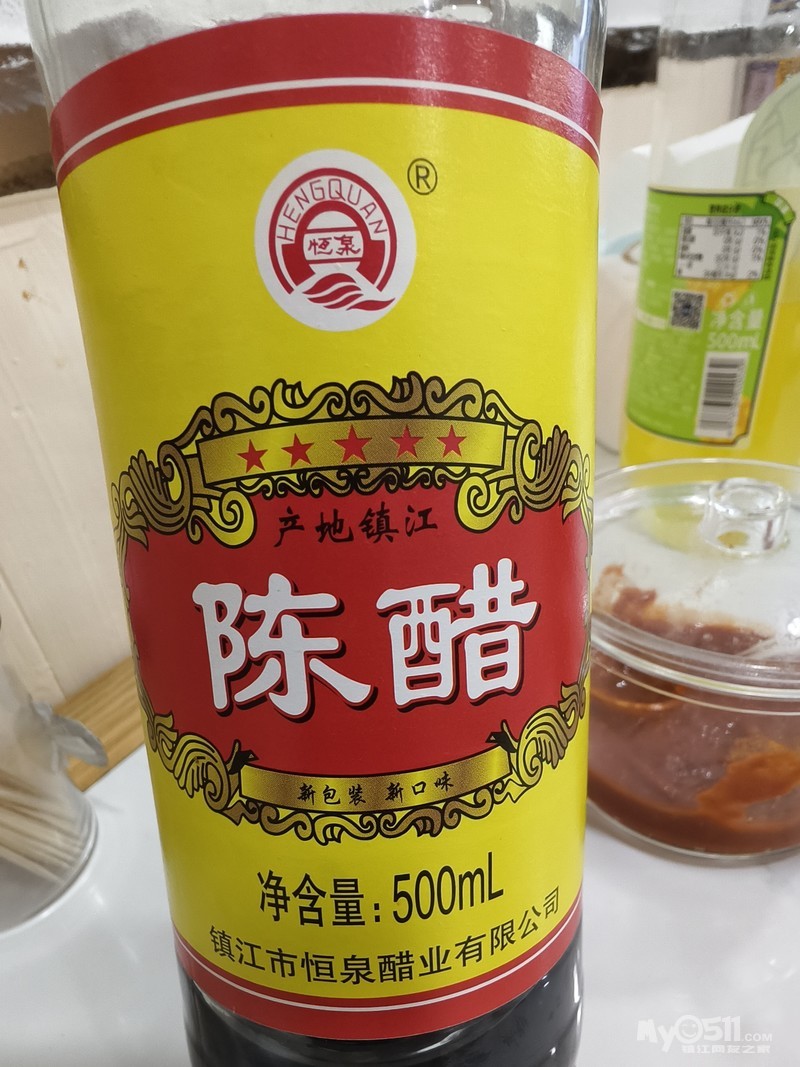 HENGQUAN
®
恒泉
产地镇江
陈醋
新包装 新口味
净含量:500mL
镇江市恒泉醋业有限公司
净含量
500mL
My0511.COM
镇江网友之家